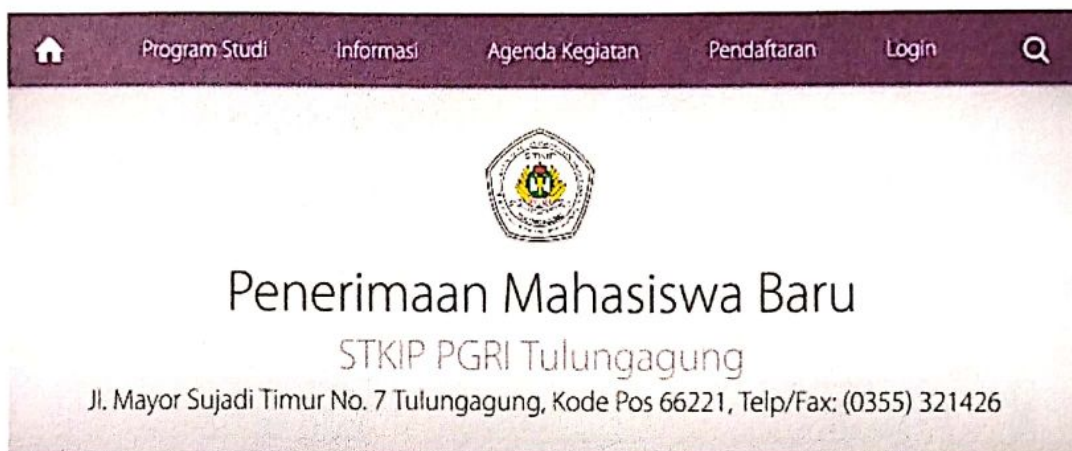 Program Studi Informasi Agenda Kegiatan Pendaftaran Login
STKIP
Penerimaan Mahasiswa Baru
STKIP PGRI Tulungagung
Jl. Mayor Sujadi Timur No. 7 Tulungagung, Kode Pos 66221, Telp/Fax: (0355) 321426